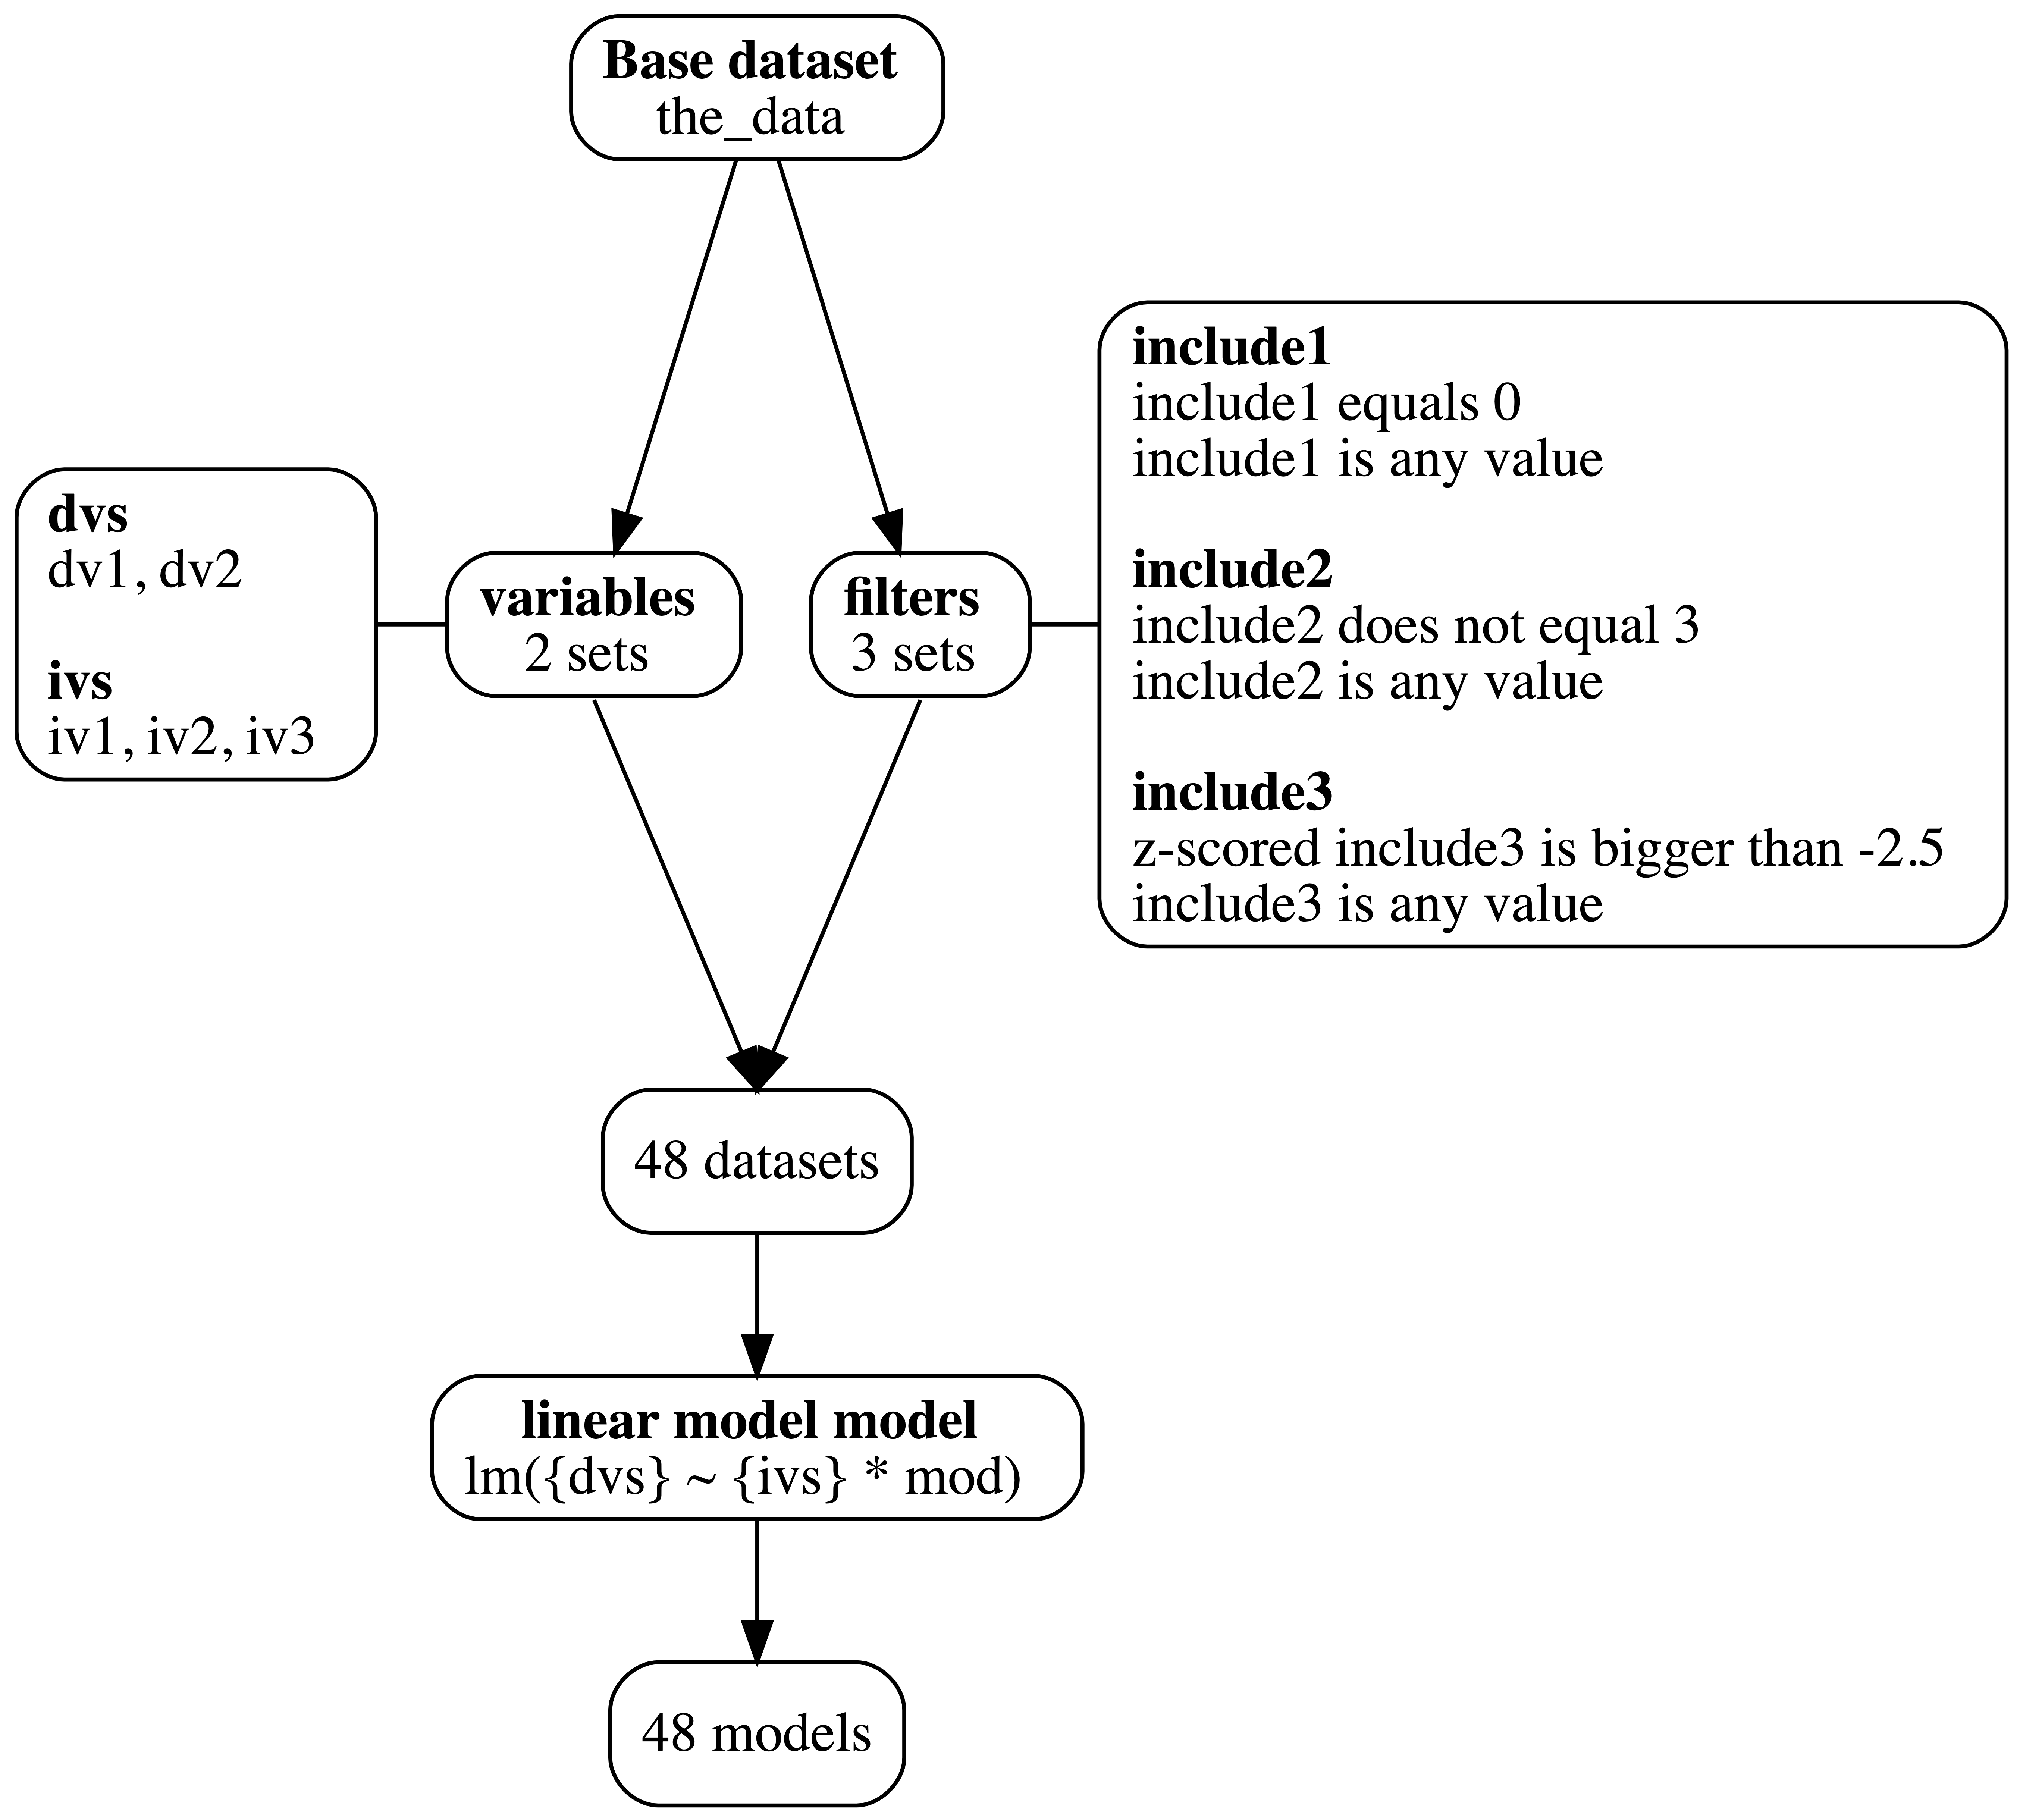 Base dataset
the_data
dvs
dv1, dv2
ivs
iv1, iv2, iv3
variables
2 sets
filters
3 sets
include1
include1 equals 0
include1 is any value
include2
include2 does not equal 3
include2 is any value
include3
z-scored include3 is bigger than -2.5
include3 is any value
48 datasets
linear model model
lm({dvs} ~ {ivs} * mod)
48 models